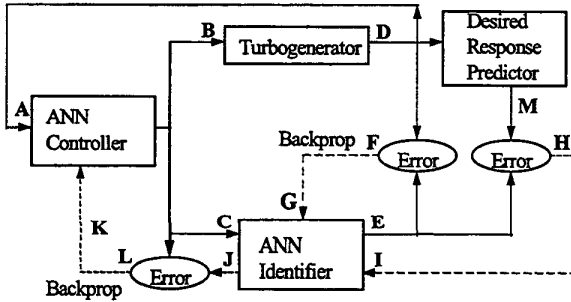 B
Turbogenerator
D
Desired
Response
Predictor
A
ANN
Controller
M
Backprop
F
Error
Error
H
G
K
C
ANN
Identifier
E
L
Error
J
I
Backprop